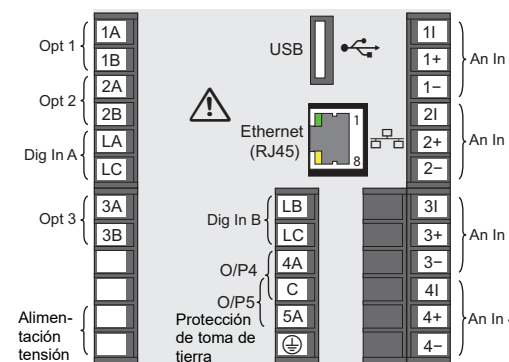 Opt 1
1A
1B
Opt 2
2A
2B
Dig In A
LA
LC
Opt 3
3A
3B
Alimen-
tación
tensión
USB
Ethernet
(RJ45)
1
8
Dig In B
LB
LC
O/P4
4A
C
O/P5
5A
Protección
de toma de
tierra
1I
1+
1−
An In
2I
2+
2−
An In
3I
3+
3−
An In
4I
4+
4−
An In